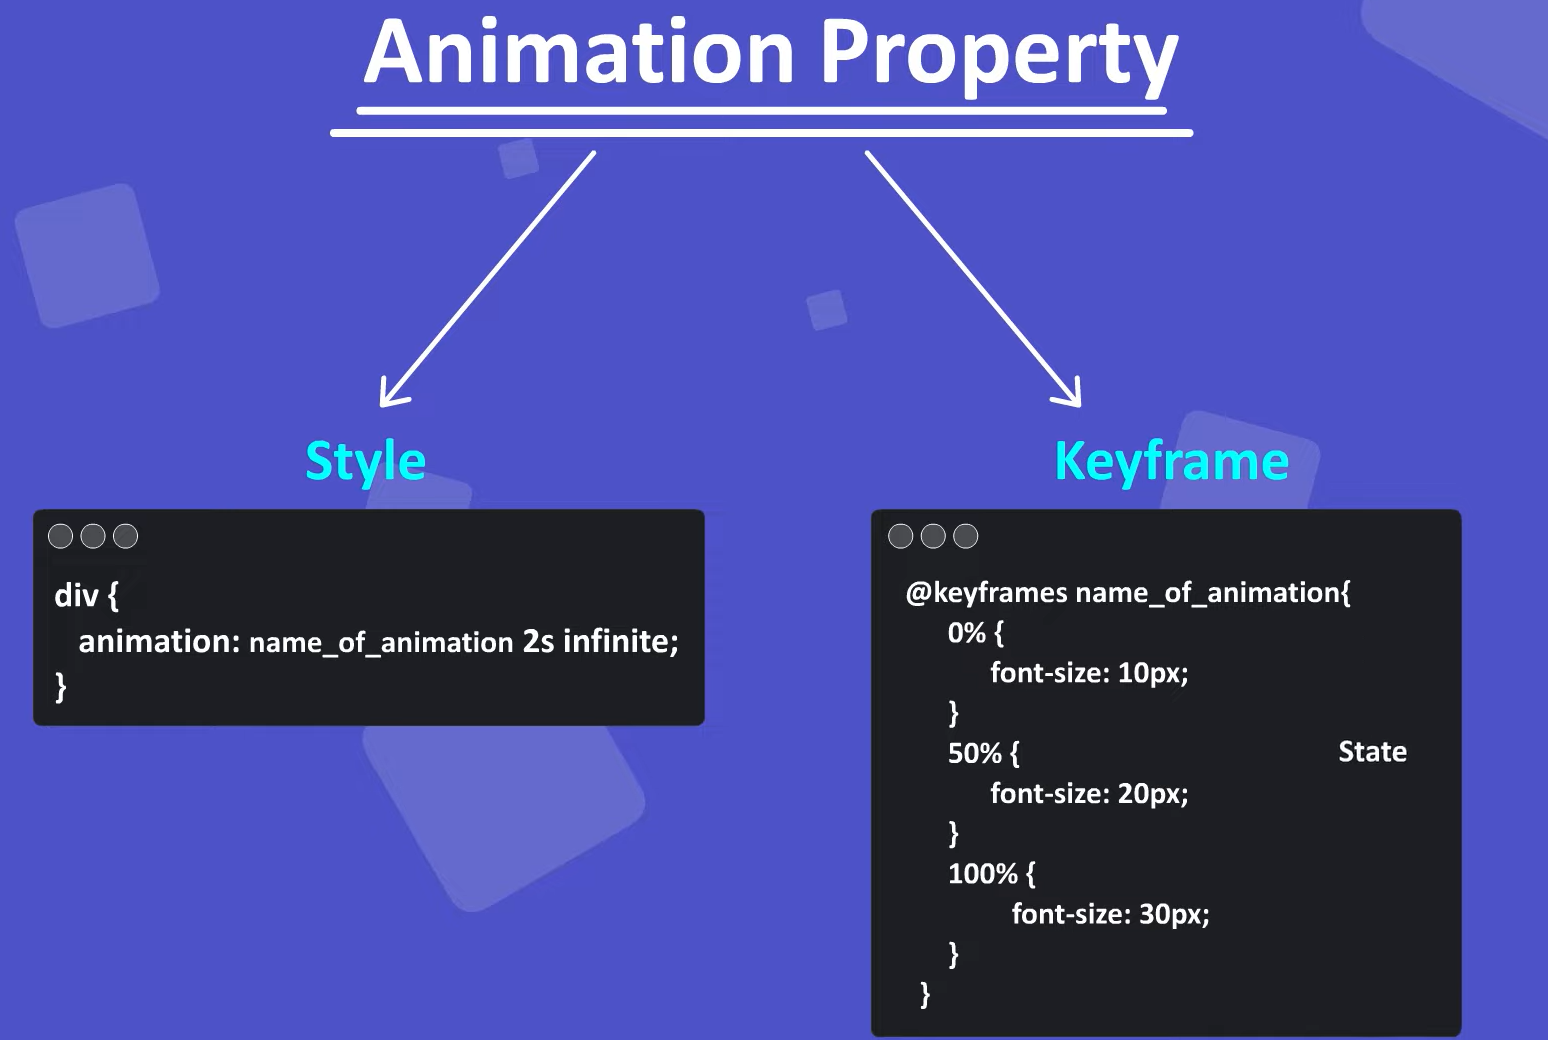 Animation Property
Style
div {
animation: name_of_animation 2s infinite;
}
Keyframe
@keyframes name_of_animation{
0% {
font-size: 10px;
}
50% {
State
font-size: 20px;
}
100% {
font-size: 30px;
}
}